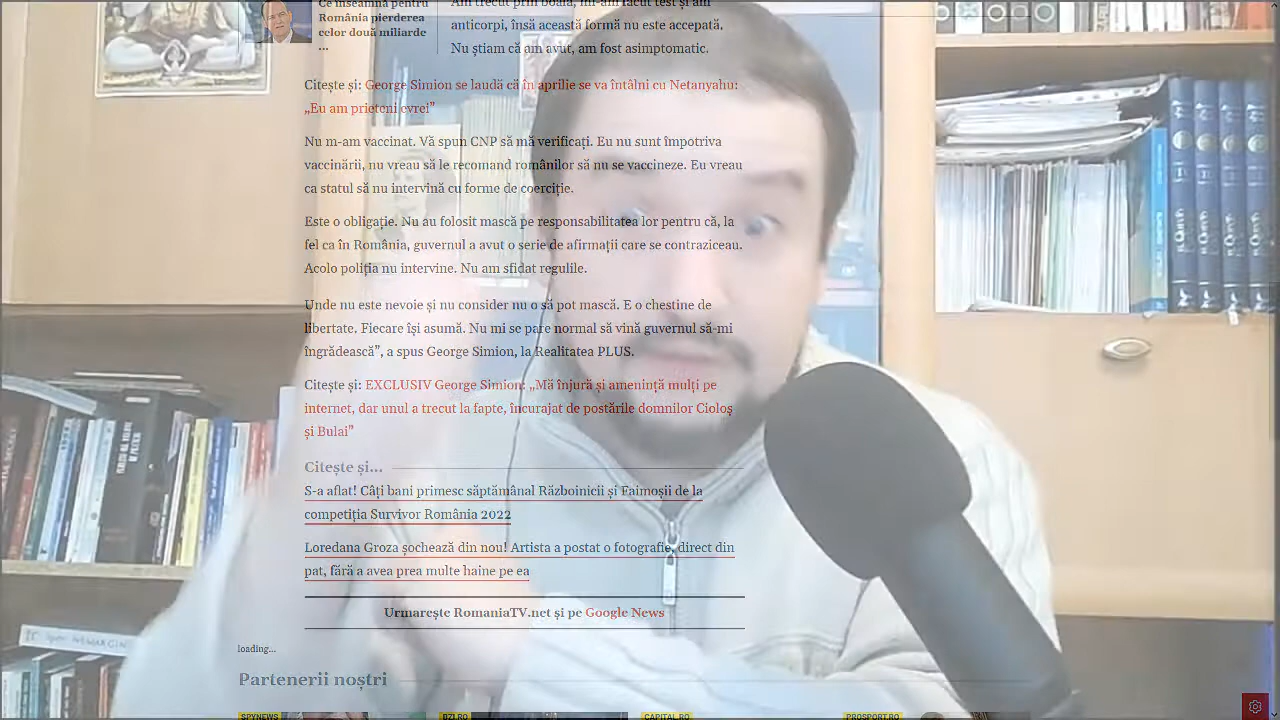 Ce înseamnă pentru
România pierderea
celor două miliarde
...
Am trecut prin boală, mi-am făcut test și am
anticorpi, însă această formă nu este acceptată.
Nu știam că am avut, am fost asimptomatic.
Citește și: George Simion se laudă că în aprilie se va întâlni cu Netanyahu:
„Eu am prieteni evrei”
Nu m-am vaccinat. Vă spun CNP să mă verificați. Eu nu sunt împotriva
vaccinării, nu vreau să le recomand românilor să nu se vaccineze. Eu vreau
ca statul să nu intervină cu forme de coerciție.
Este o obligație. Nu au folosit mască pe responsabilitatea lor pentru că, la
fel ca în România, guvernul a avut o serie de afirmații care se contraziceau.
Acolo poliția nu intervine. Nu am sfidat regulile.
Unde nu este nevoie și nu consider nu o să pot mască. E o chestine de
libertate. Fiecare își asumă. Nu mi se pare normal să vină guvernul să-mi
îngrădească”, a spus George Simion, la Realitatea PLUS.
Citește și: EXCLUSIV George Simion: „Mă înjură și amenință mulți pe
internet, dar unul a trecut la fapte, încurajat de postările domnilor Cioloș
și Bulai”
Citește și...
S-a aflat! Câți bani primesc săptămânal Războinicii și Faimoșii de la
competiția Survivor România 2022
Loredana Groza șochează din nou! Artista a postat o fotografie, direct din
pat, fără a avea prea multe haine pe ea
Urmarește RomaniaTV.net și pe Google News
loading...
Partenerii noștri
SPYNEWS
BZI.RO
CAPITAL.RO
PROSPORT.RO